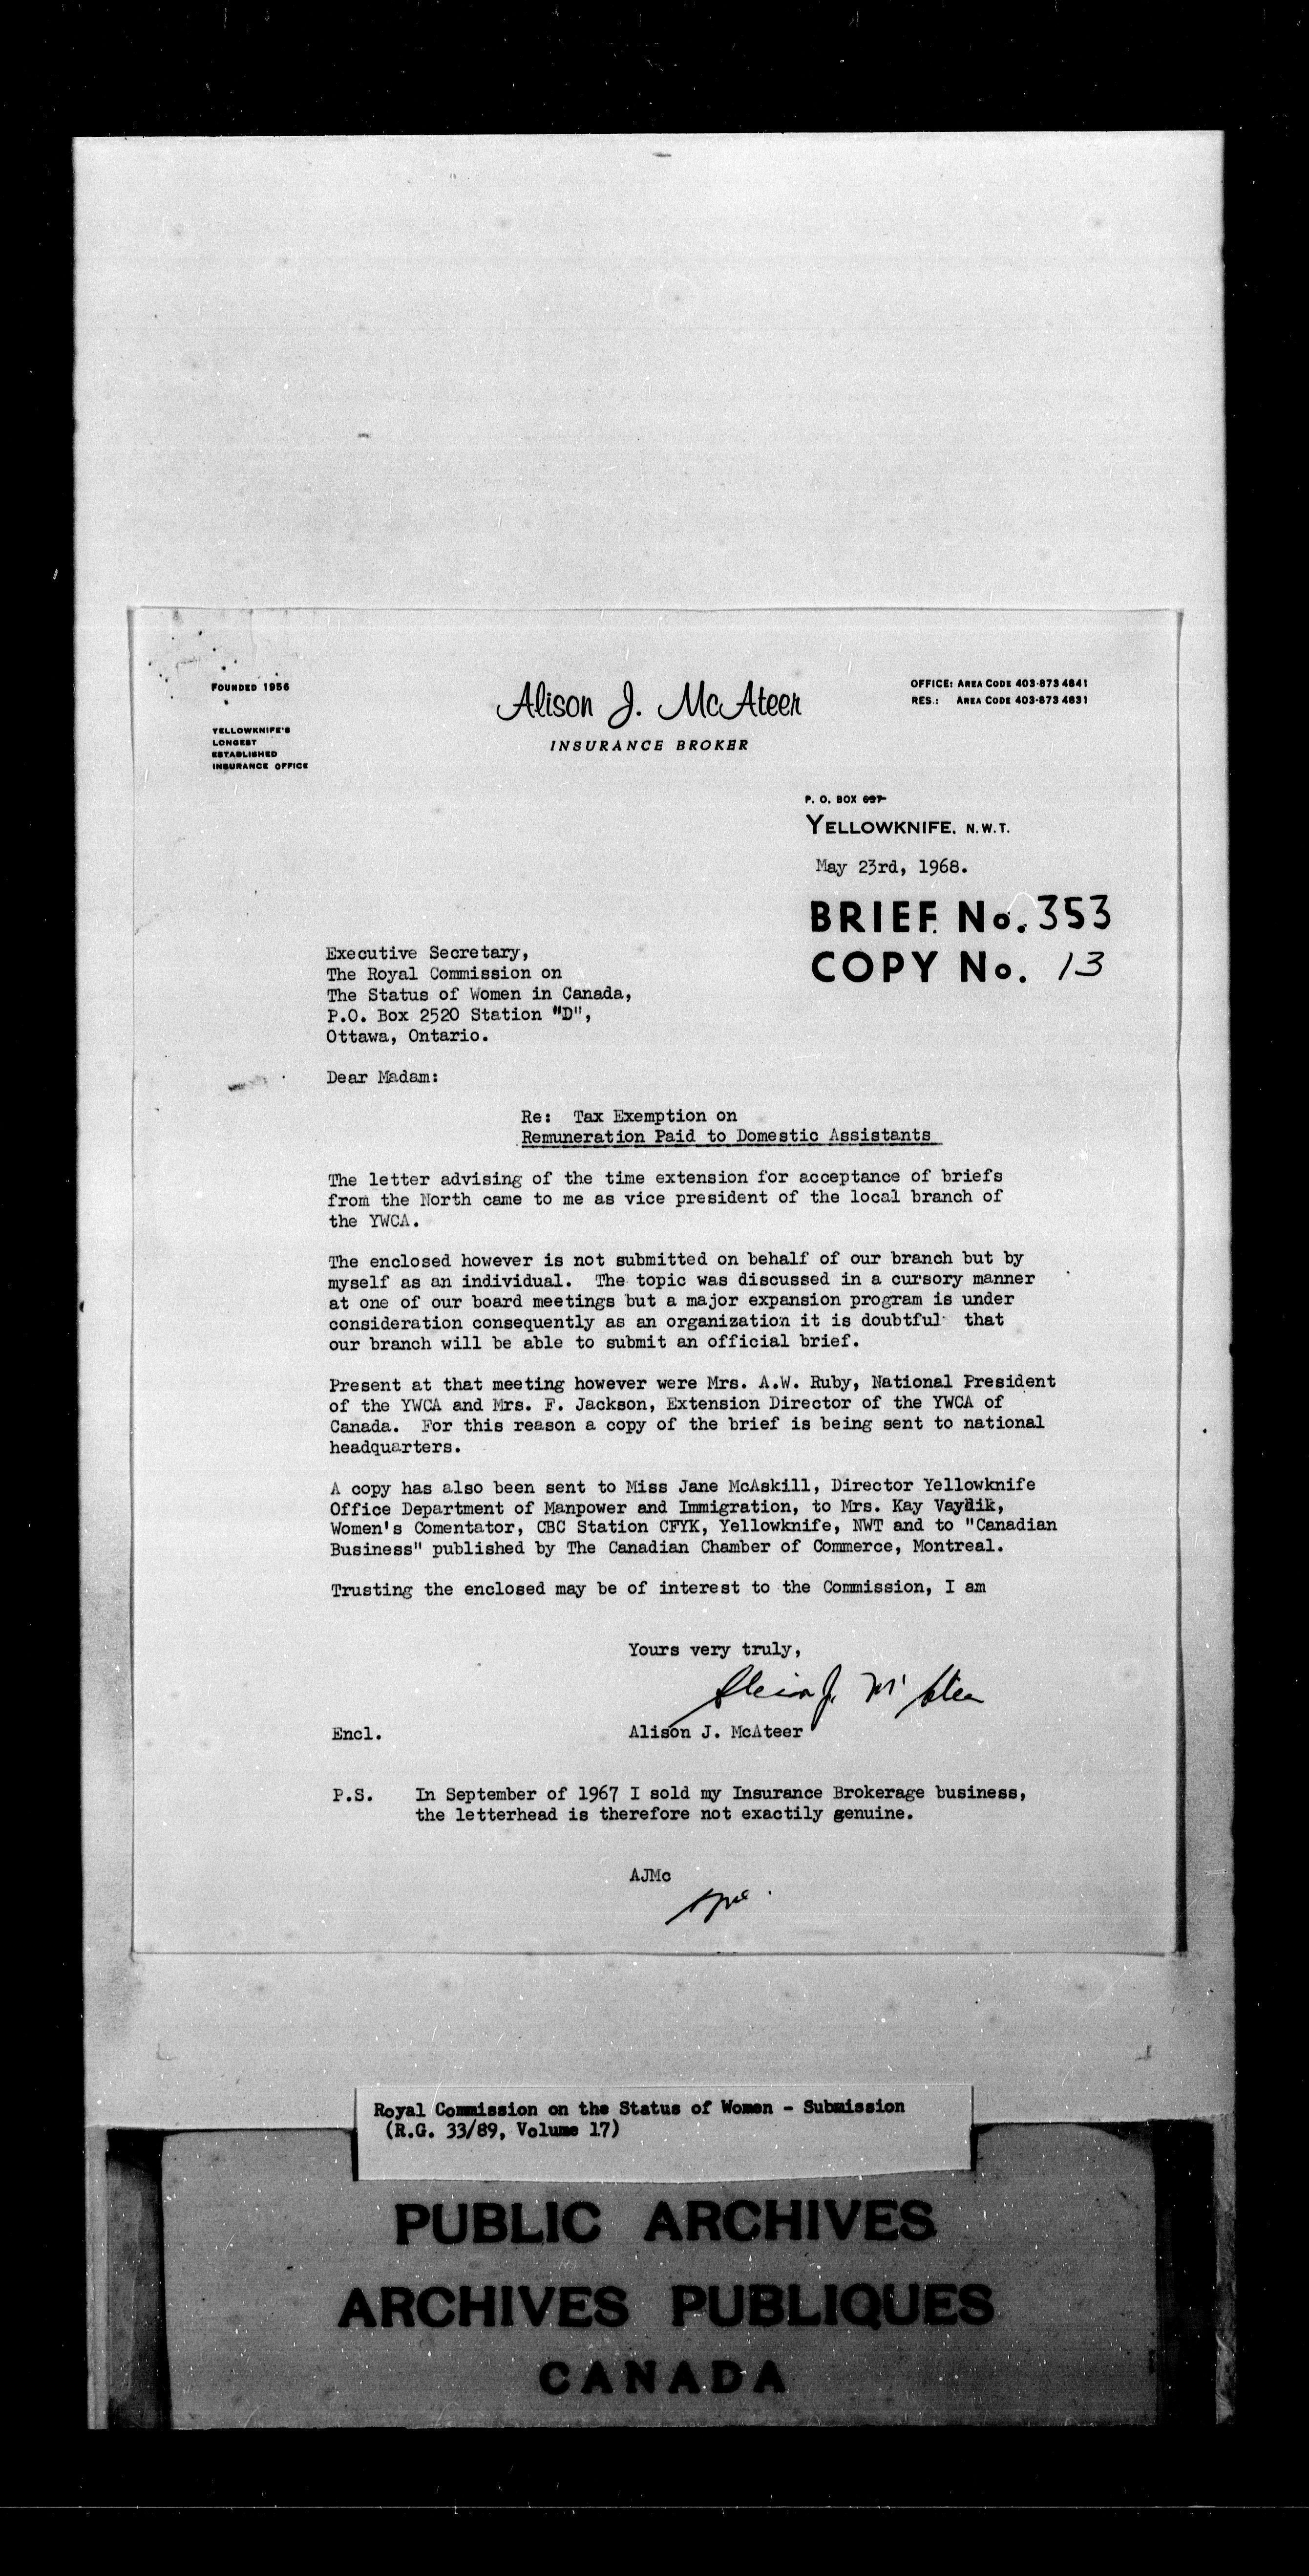 FOUNDED 1956
YELLOWKNIFE'S
LONGEST
ESTABLISHED
INSURANCE OFFICE
Alison J. McAteer
INSURANCE BROKER
OFFICE: AREA CODE 403-873 4841
RES.: AREA CODE 403-873 4831
P. O. BOX 697
YELLOWKNIFE, N.W.T.
May 23rd, 1968.
BRIEF No. 353
COPY No. 13
Executive Secretary,
The Royal Commission on
The Status of Women in Canada,
P.O. Box 2520 Station "D",
Ottawa, Ontario.
Dear Madam:
Re: Tax Exemption on
Remuneration Paid to Domestic Assistants
The letter advising of the time extension for acceptance of briefs
from the North came to me as vice president of the local branch of
the YWCA.
The enclosed however is not submitted on behalf of our branch but by
myself as an individual. The topic was discussed in a cursory manner
at one of our board meetings but a major expansion program is under
consideration consequently as an organization it is doubtful that
our branch will be able to submit an official brief.
Present at that meeting however were Mrs. A.W. Ruby, National President
of the YWCA and Mrs. F. Jackson, Extension Director of the YWCA of
Canada. For this reason a copy of the brief is being sent to national
headquarters.
A copy has also been sent to Miss Jane McAskill, Director Yellowknife
Office Department of Manpower and Immigration, to Mrs. Kay Vaydik,
Women's Comentator, CBC Station CFYK, Yellowknife, NWT and to "Canadian
Business" published by The Canadian Chamber of Commerce, Montreal.
Trusting the enclosed may be of interest to the Commission, I am
Yours very truly,
Alison J. McAteer
Encl.
Alison J. McAteer
P.S. In September of 1967 I sold my Insurance Brokerage business,
the letterhead is therefore not exactily genuine.
AJMc
Royal Commission on the Status of Women - Submission
(R.G. 33/89, Volume 17)
PUBLIC ARCHIVES
ARCHIVES PUBLIQUES
CANADA